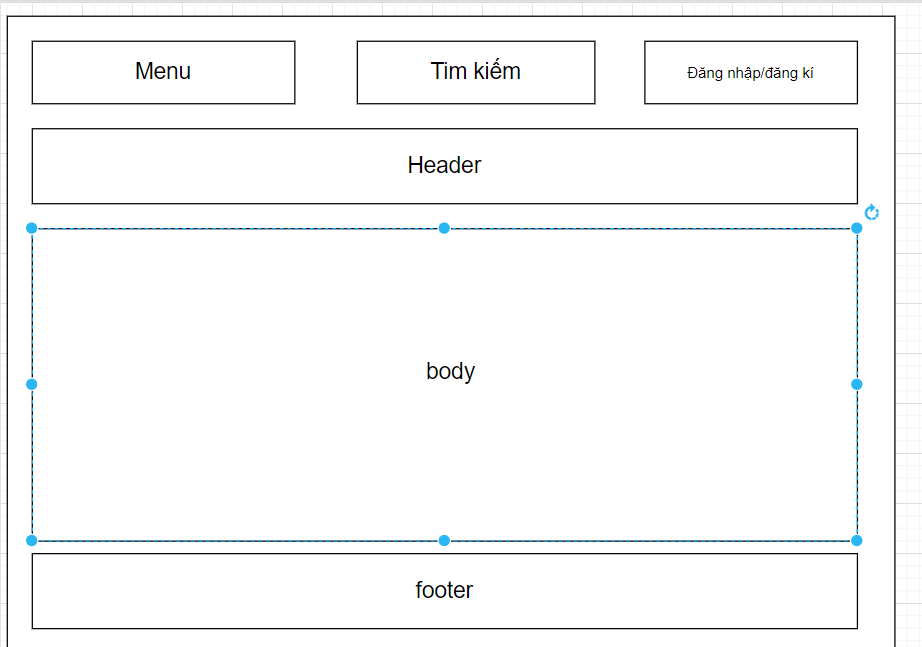 Menu
Tim kiếm
Đăng nhập/đăng kí
Header
body
footer